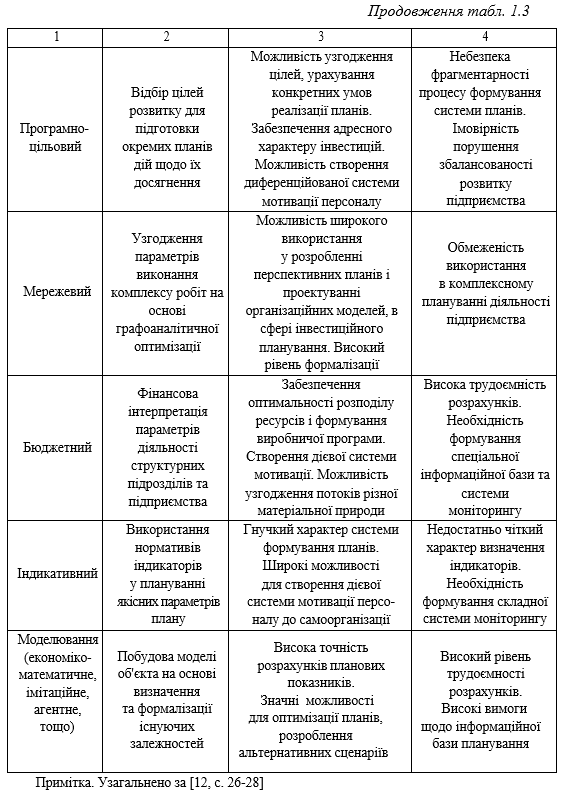 Продовження табл. 1.3
1 2 3 4
Програмно-
цільовий
Відбір цілей
розвитку для
підготовки
окремих планів
дій щодо їх
досягнення
Можливість узгодження
цілей, урахування
конкретних умов
реалізації планів.
Забезпечення адресного
характеру інвестицій.
Можливість створення
диференційованої системи
мотивації персоналу
Небезпека
фрагментарності
процесу формування
системи планів.
Імовірність
порушення
збалансованості
розвитку
підприємства
Мережевий
Узгодження
параметрів
виконання
комплексу робіт на
основі
графоаналітичної
оптимізації
Можливість широкого
використання
у розробленні
перспективних планів і
проектуванні
організаційних моделей, в
сфері інвестиційного
планування. Високий
рівень формалізації
Обмеженість
використання
в комплексному
плануванні діяльності
підприємства
Бюджетний
Фінансова
інтерпретація
параметрів
діяльності
структурних
підрозділів та
підприємства
Забезпечення
оптимальності розподілу
ресурсів і формування
виробничої програми.
Створення дієвої системи
мотивації. Можливість
узгодження потоків різної
матеріальної природи
Висока трудоємність
розрахунків.
Необхідність
формування
спеціальної
інформаційної бази та
системи
моніторингу
Індикативний
Використання
нормативів
індикаторів
у плануванні
якісних параметрів
плану
Гнучкий характер системи
формування планів.
Широкі можливості
для створення дієвої
системи мотивації персо-
налу до самоорганізації
Недостатньо чіткий
характер визначення
індикаторів.
Необхідність
формування складної
системи моніторингу
Моделювання
(економіко-
математичне,
імітаційне,
агентне,
тощо)
Побудова моделі
об'єкта на основі
визначення
та формалізації
існуючих
залежностей
Висока точність
розрахунків планових
показників.
Значні можливості
для оптимізації планів,
розроблення
альтернативних сценаріїв
Високий рівень
трудоємності
розрахунків.
Високі вимоги
щодо інформаційної
бази планування
Примітка. Узагальнено за [12, с. 26-28]